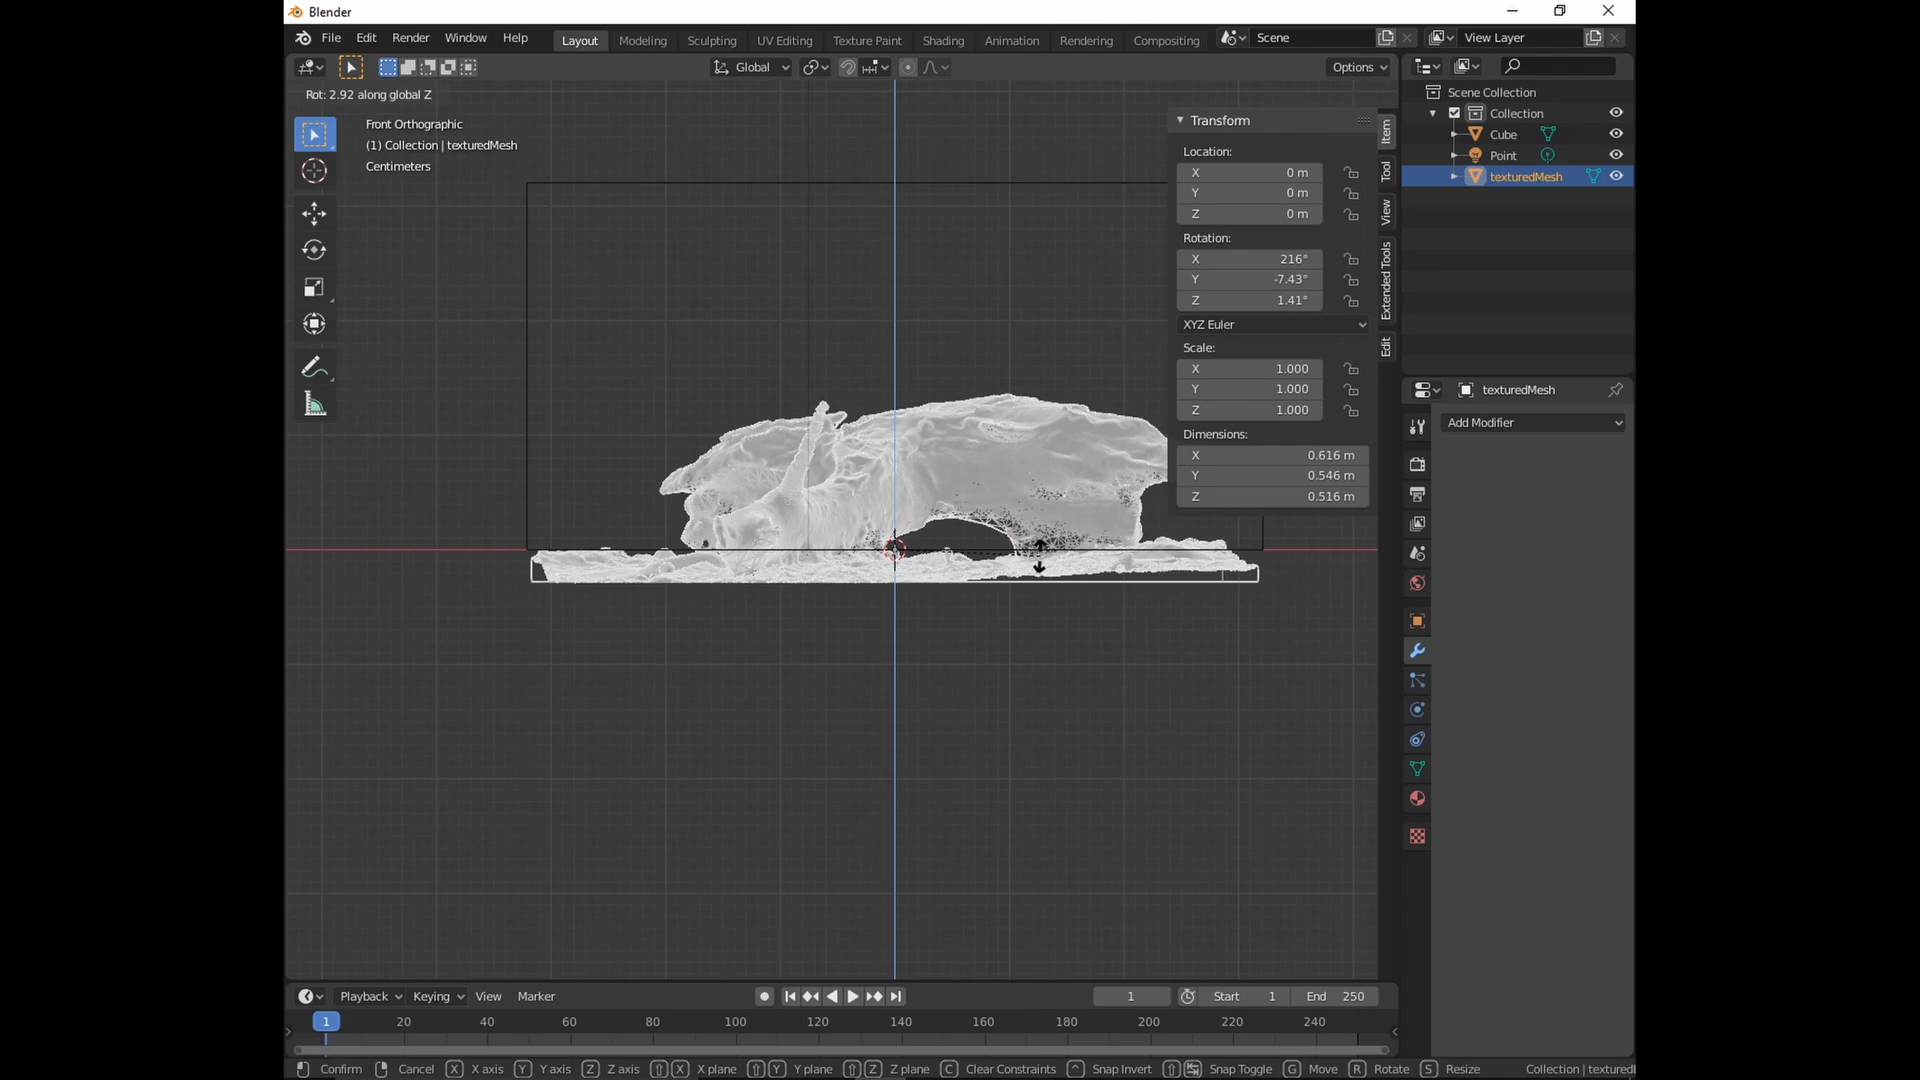 Blender
File Edit Render Window Help Layout Modeling Sculpting UV Editing Texture Paint Shading Animation Rendering Compositing Scene View Layer
Global Options
Rot: 2.92 along global Z
Front Orthographic
(1) Collection | texturedMesh
Centimeters
Transform
Location:
X 0 m
Y 0 m
Z 0 m
Rotation:
X 216°
Y -7.43°
Z 1.41°
XYZ Euler
Scale:
X 1.000
Y 1.000
Z 1.000
Dimensions:
X 0.616 m
Y 0.546 m
Z 0.516 m
Item
Tool
View
Extended Tools
Edit
Scene Collection
Collection
Cube
Point
texturedMesh
texturedMesh
Add Modifier
Playback Keying View Marker 1 Start 1 End 250
1 20 40 60 80 100 120 140 160 180 200 220 240
Confirm Cancel X X axis Y Y axis Z Z axis X X plane Y Y plane Z Z plane C Clear Constraints ^ Snap Invert Snap Toggle G Move R Rotate S Resize Collection | texturedl